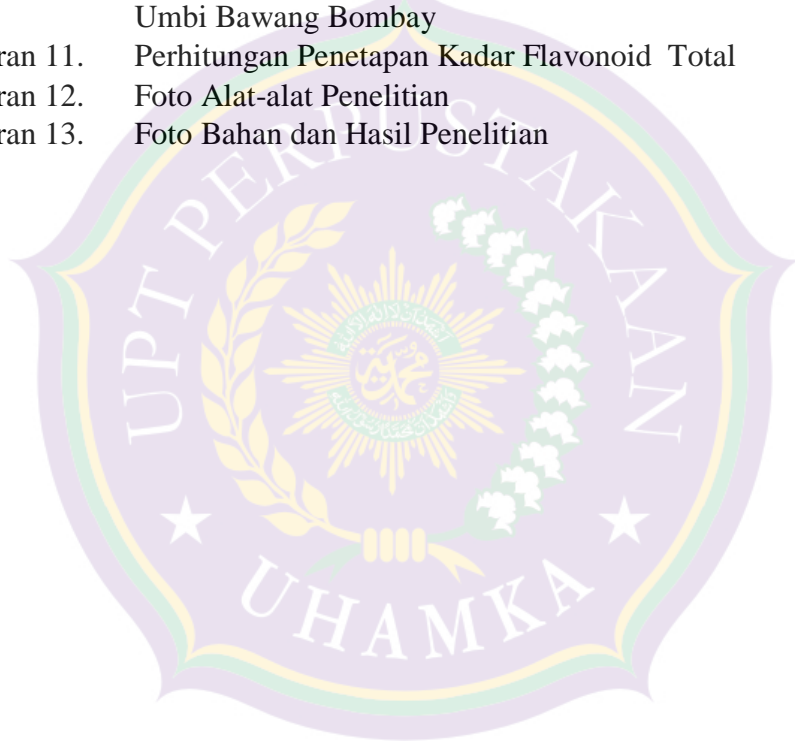 Umbi Bawang Bombay
ran 11. Perhitungan Penetapan Kadar Flavonoid Total
ran 12. Foto Alat-alat Penelitian
ran 13. Foto Bahan dan Hasil Penelitian
UPT PERPUSTAKAAN
UHAMKA